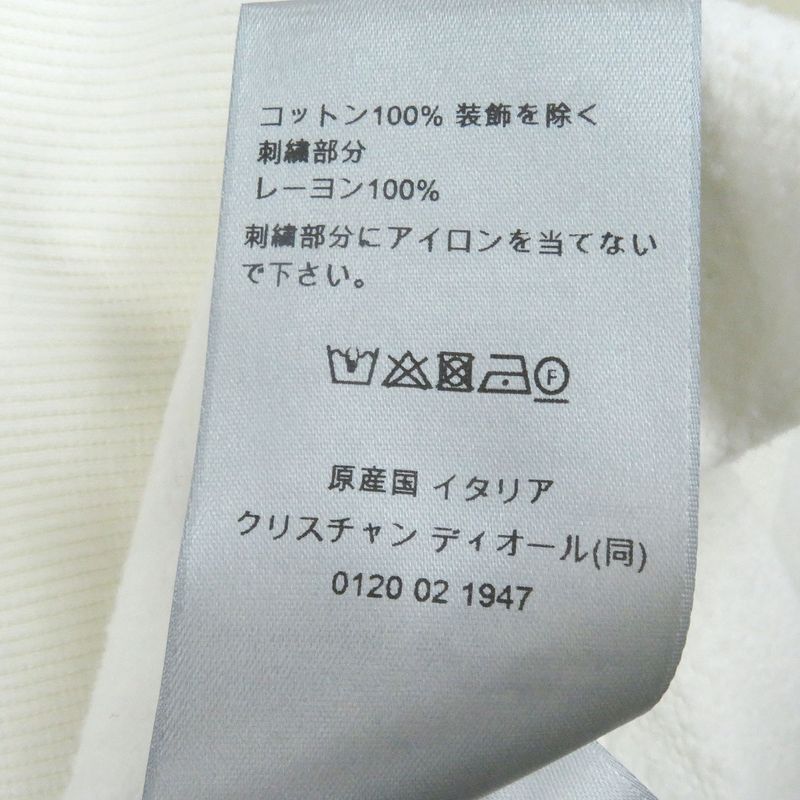 コットン100% 装飾を除く
刺繍部分
レーヨン100%
刺繍部分にアイロンを当てない
で下さい。
F
原産国 イタリア
クリスチャン ディオール(同)
0120 02 1947